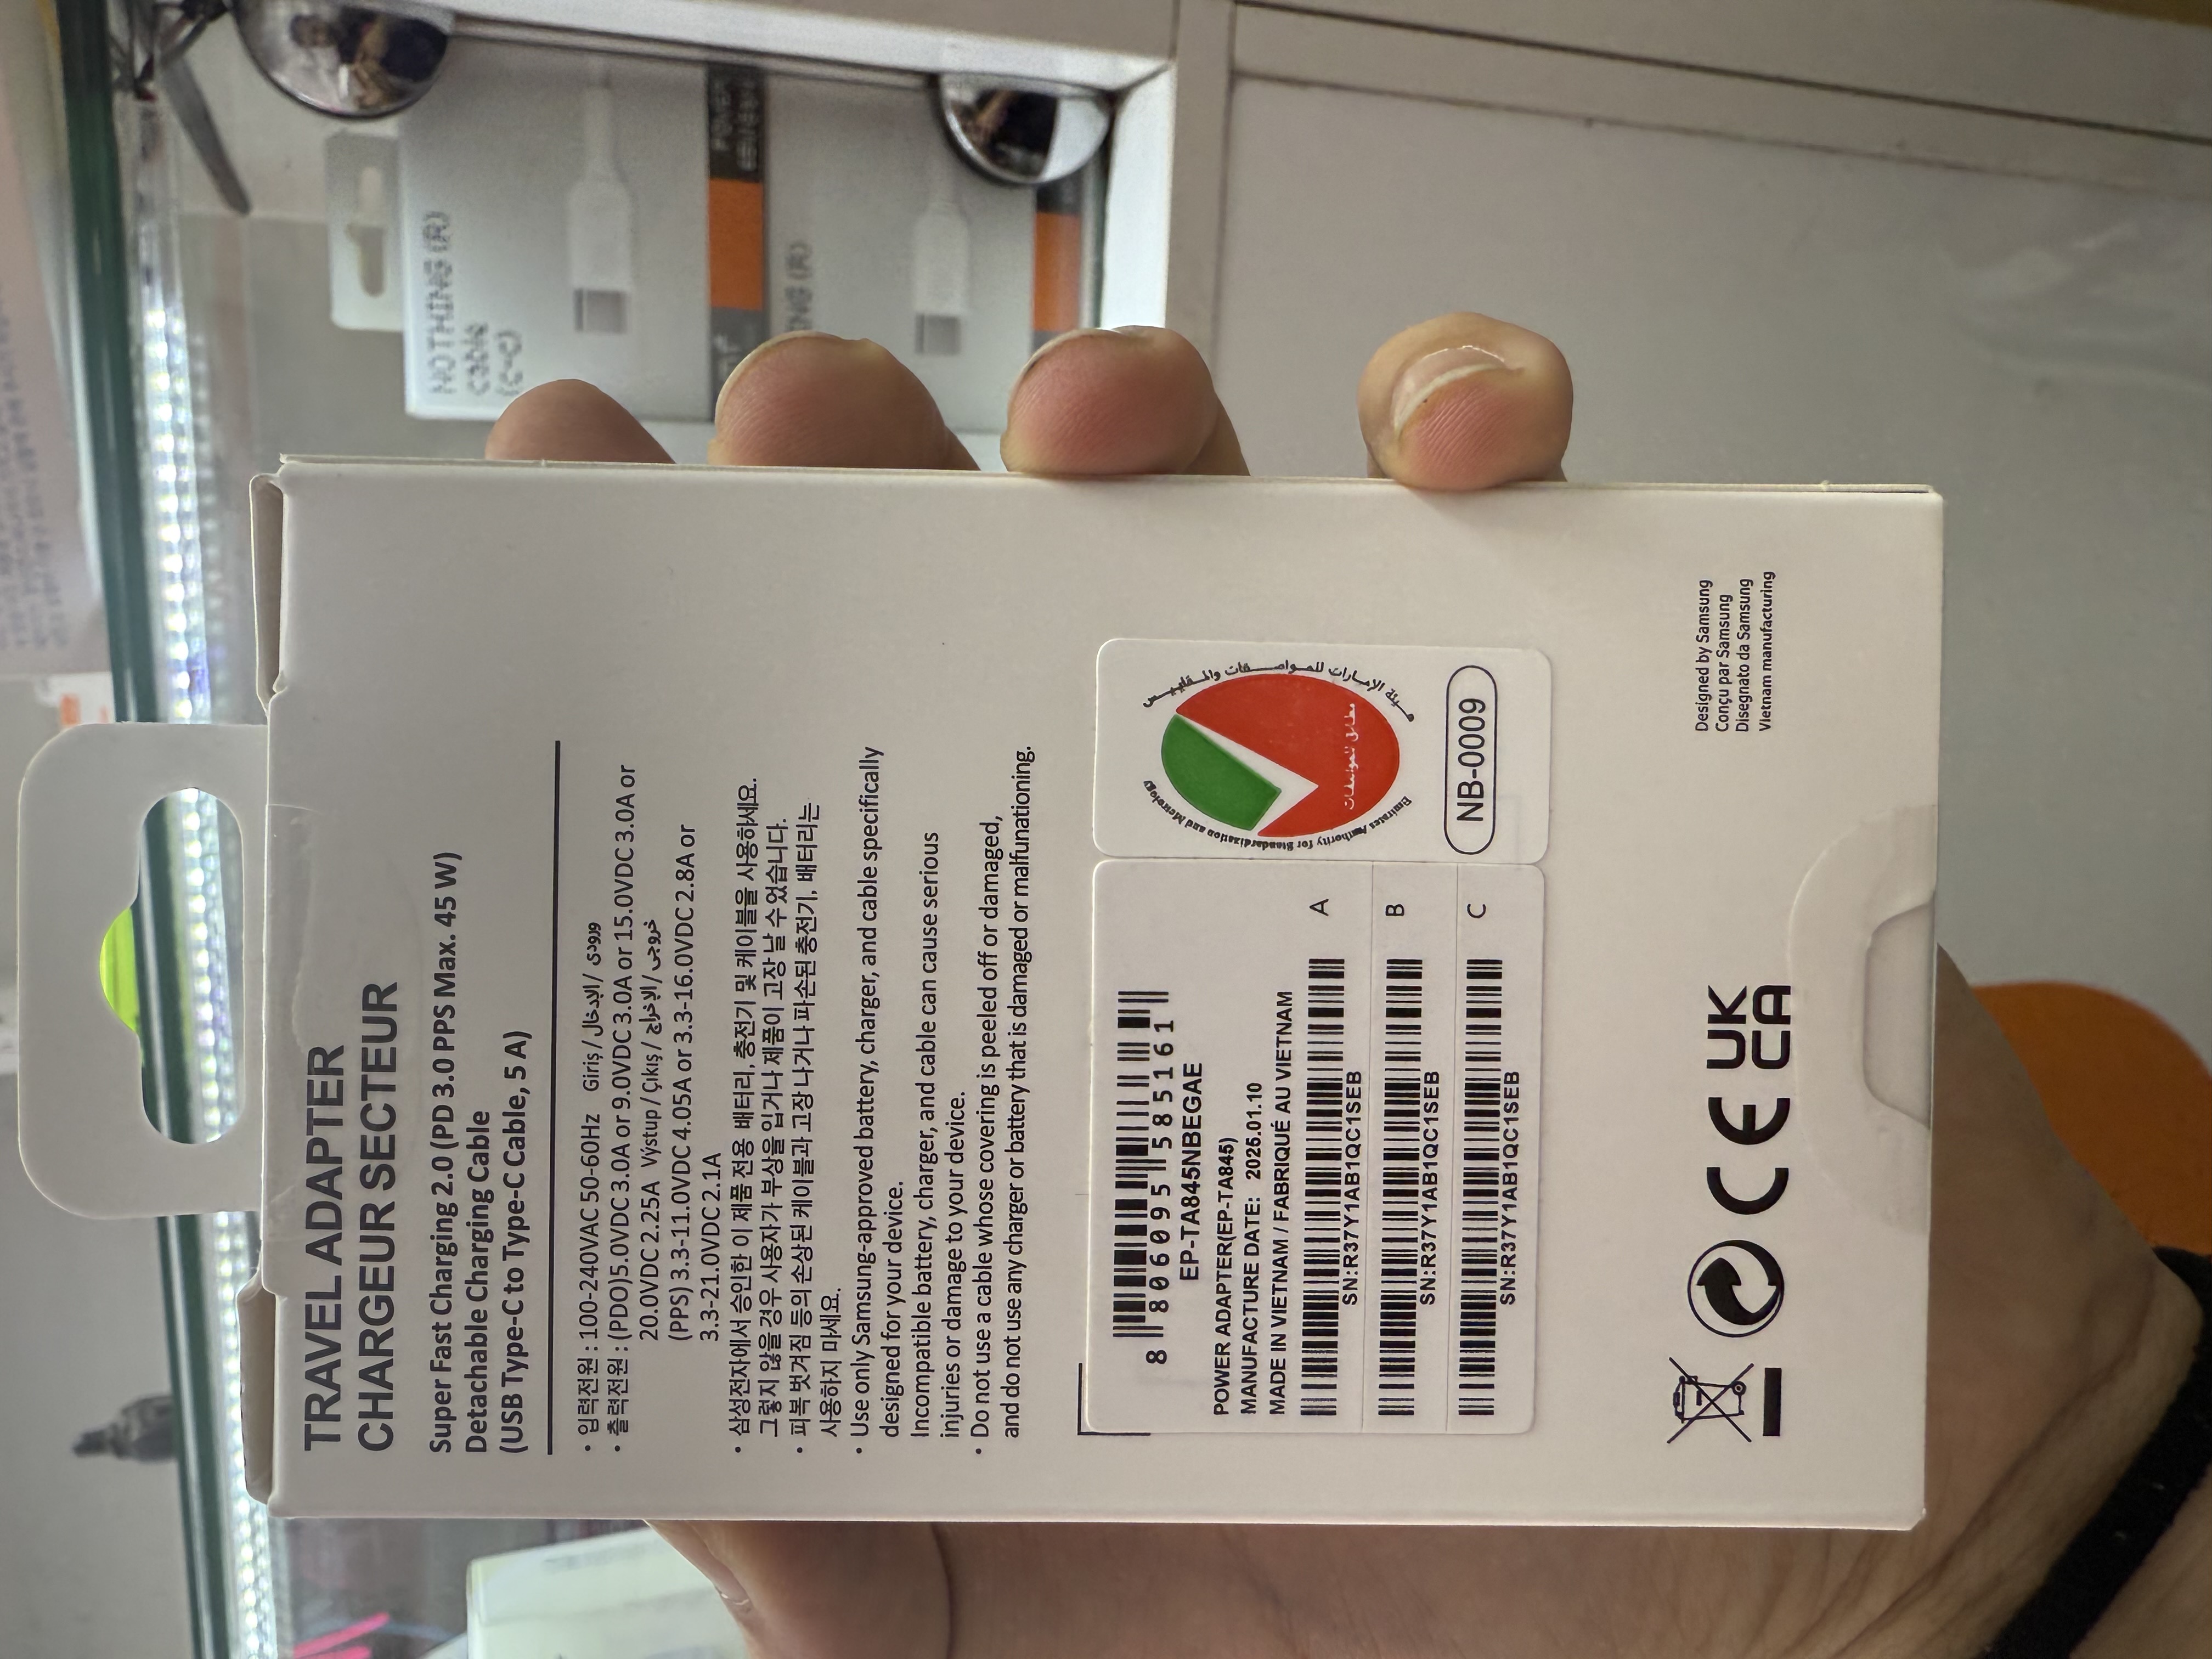 TRAVEL ADAPTER
CHARGEUR SECTEUR
Super Fast Charging 2.0 (PD 3.0 PPS Max. 45 W)
Detachable Charging Cable
(USB Type-C to Type-C Cable, 5 A)
• 입력전원 : 100-240VAC 50-60Hz Giriş / الإدخال / ورودی
• 출력전원 : (PDO)5.0VDC 3.0A or 9.0VDC 3.0A or 15.0VDC 3.0A or
20.0VDC 2.25A Výstup / Çıkış / الإخراج / خروجی
(PPS) 3.3-11.0VDC 4.05A or 3.3-16.0VDC 2.8A or
3.3-21.0VDC 2.1A
• 삼성전자에서 승인한 이 제품 전용 배터리, 충전기 및 케이블을 사용하세요.
그렇지 않을 경우 사용자가 부상을 입거나 제품이 고장 날 수 있습니다.
• 피복 벗겨짐 등의 손상된 케이블과 고장 나거나 파손된 충전기, 배터리는
사용하지 마세요.
• Use only Samsung-approved battery, charger, and cable specifically
designed for your device.
Incompatible battery, charger, and cable can cause serious
injuries or damage to your device.
• Do not use a cable whose covering is peeled off or damaged,
and do not use any charger or battery that is damaged or malfunationing.
8 806095 585161
EP-TA845NBEGAE
POWER ADAPTER(EP-TA845)
MANUFACTURE DATE: 2025.01.10
MADE IN VIETNAM / FABRIQUÉ AU VIETNAM
A
SN:R37Y1AB1QC1SEB
B
SN:R37Y1AB1QC1SEB
C
SN:R37Y1AB1QC1SEB
هيئة الإمارات للمواصفات والمقاييس
مطابق للمواصفات
Emirates Authority for Standardization and Metrology
NB-0009
CE
UK
CA
Designed by Samsung
Conçu par Samsung
Disegnato da Samsung
Vietnam manufacturing
NOTHING (R)
Cable
(C-C)
ING (R)